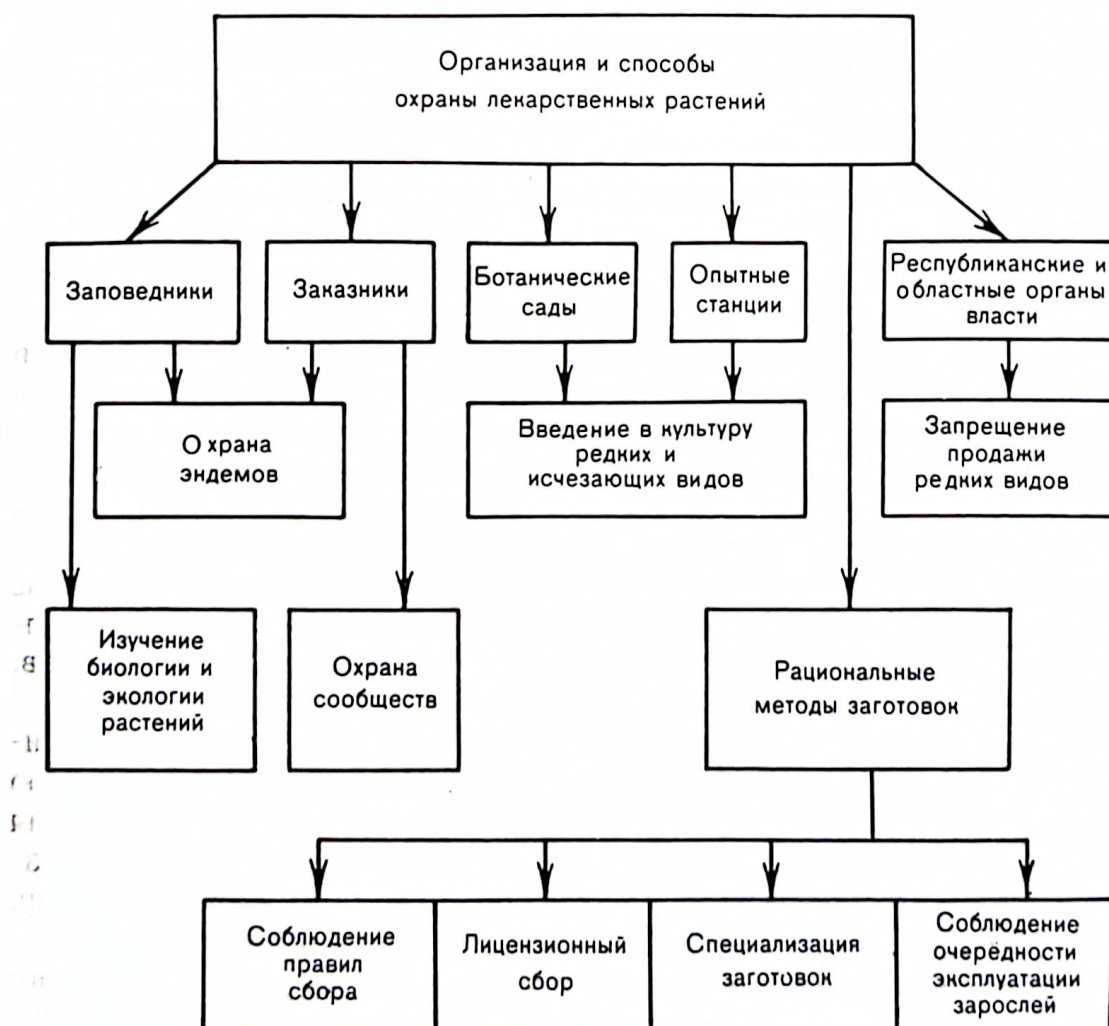 Организация и способы
охраны лекарственных растений
Заповедники
Заказники
Ботанические
сады
Опытные
станции
Республиканские и
областные органы
власти
Охрана
эндемов
Введение в культуру
редких и
исчезающих видов
Запрещение
продажи
редких видов
Изучение
биологии и
экологии
растений
Охрана
сообществ
Рациональные
методы заготовок
Соблюдение
правил
сбора
Лицензионный
сбор
Специализация
заготовок
Соблюдение
очерёдности
эксплуатации
зарослей